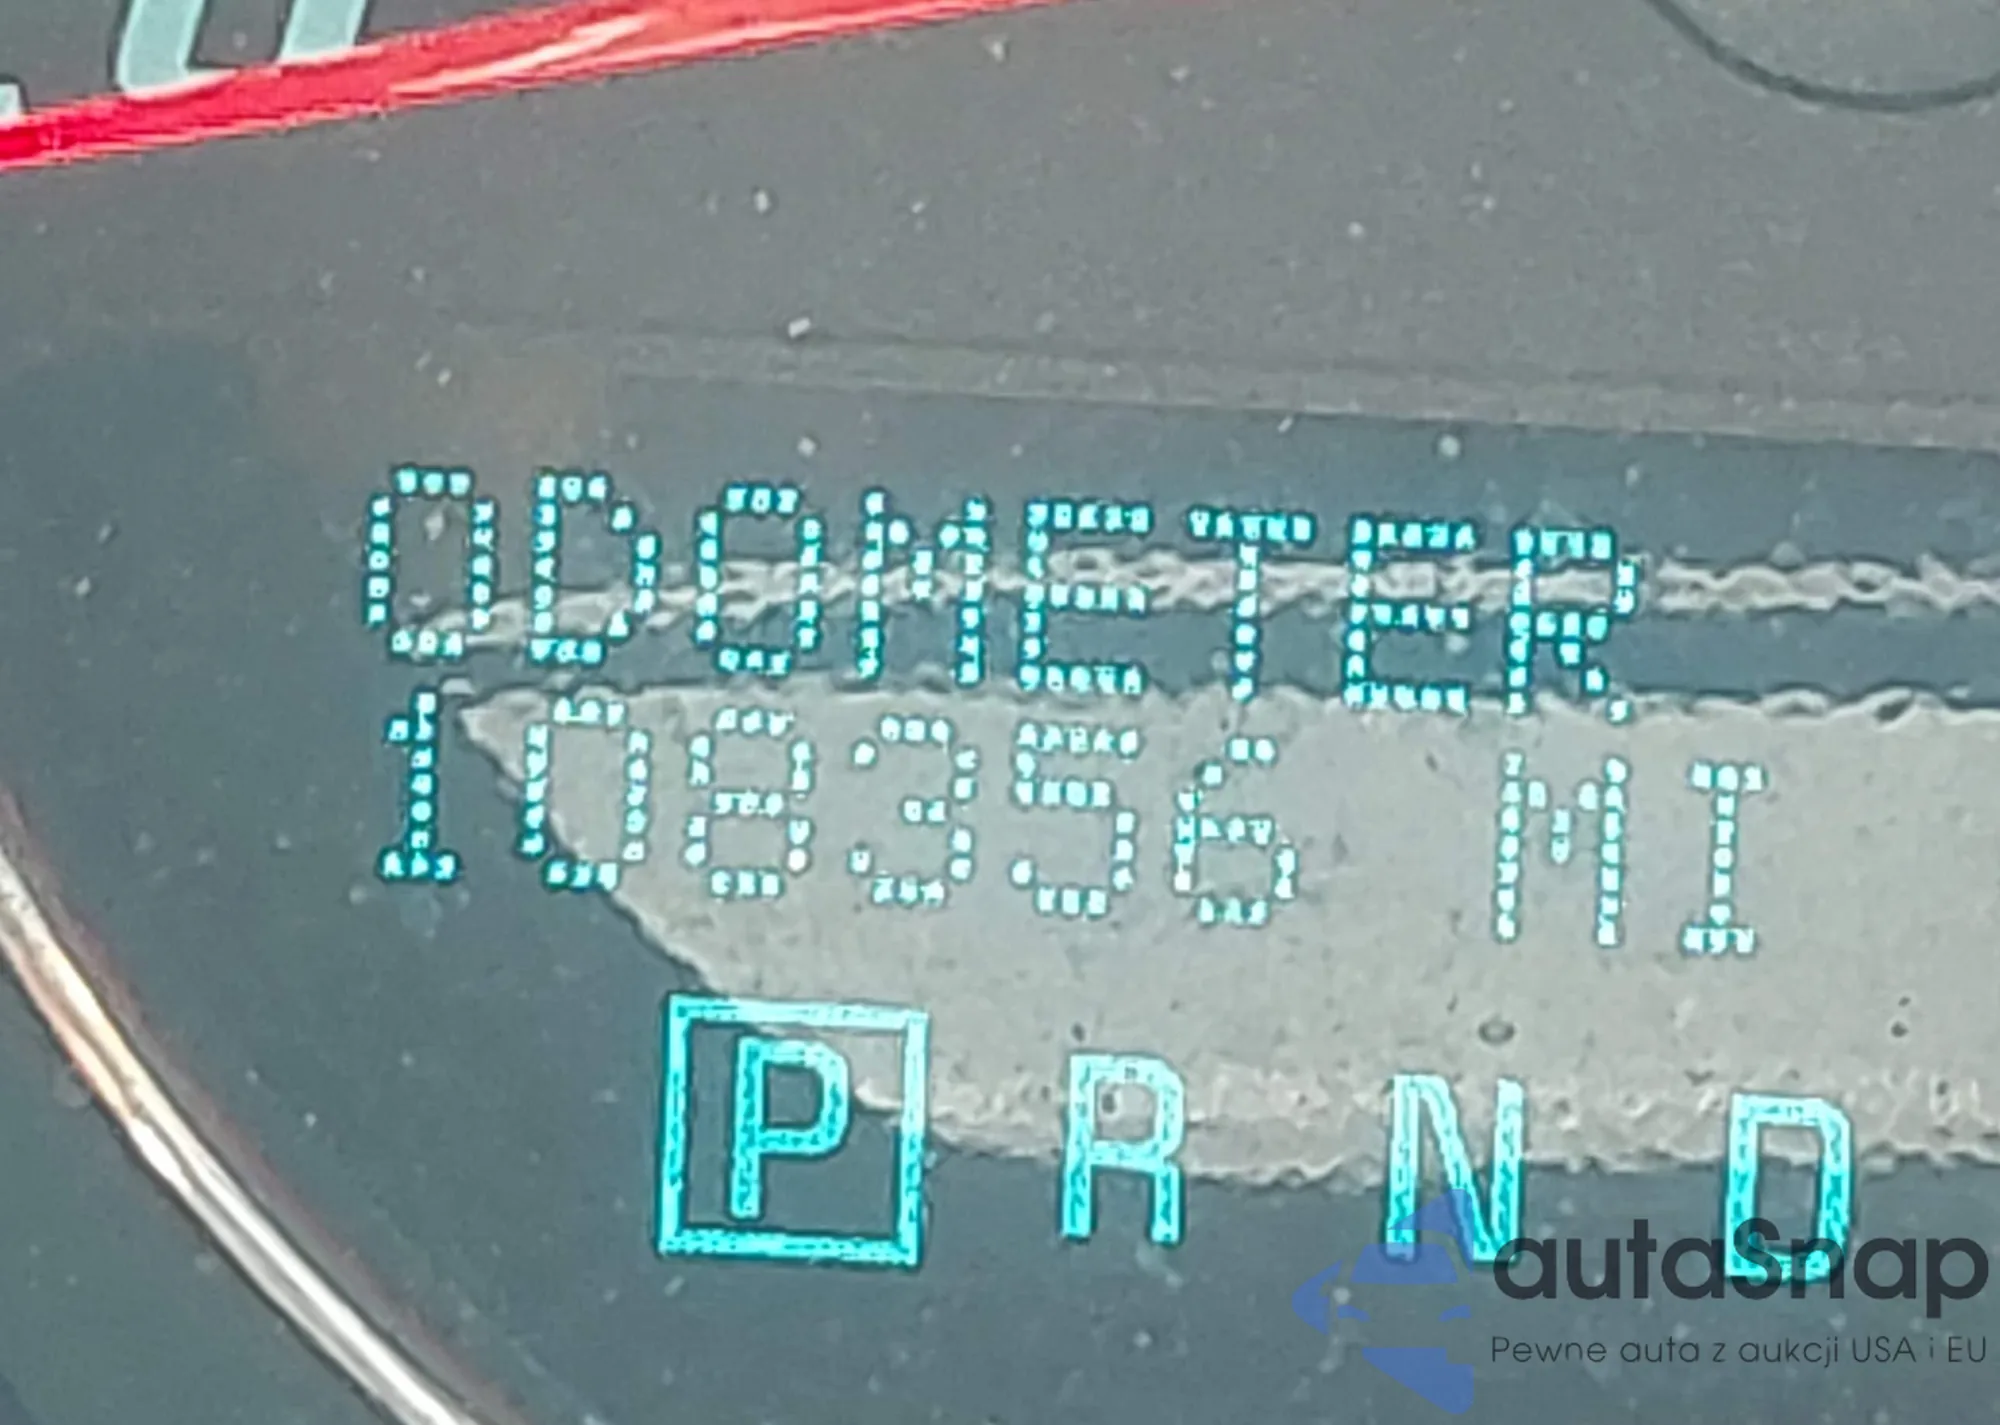 ODOMETER
108356 MI
P R N D
autaSnap
Pewne auta z aukcji USA i EU